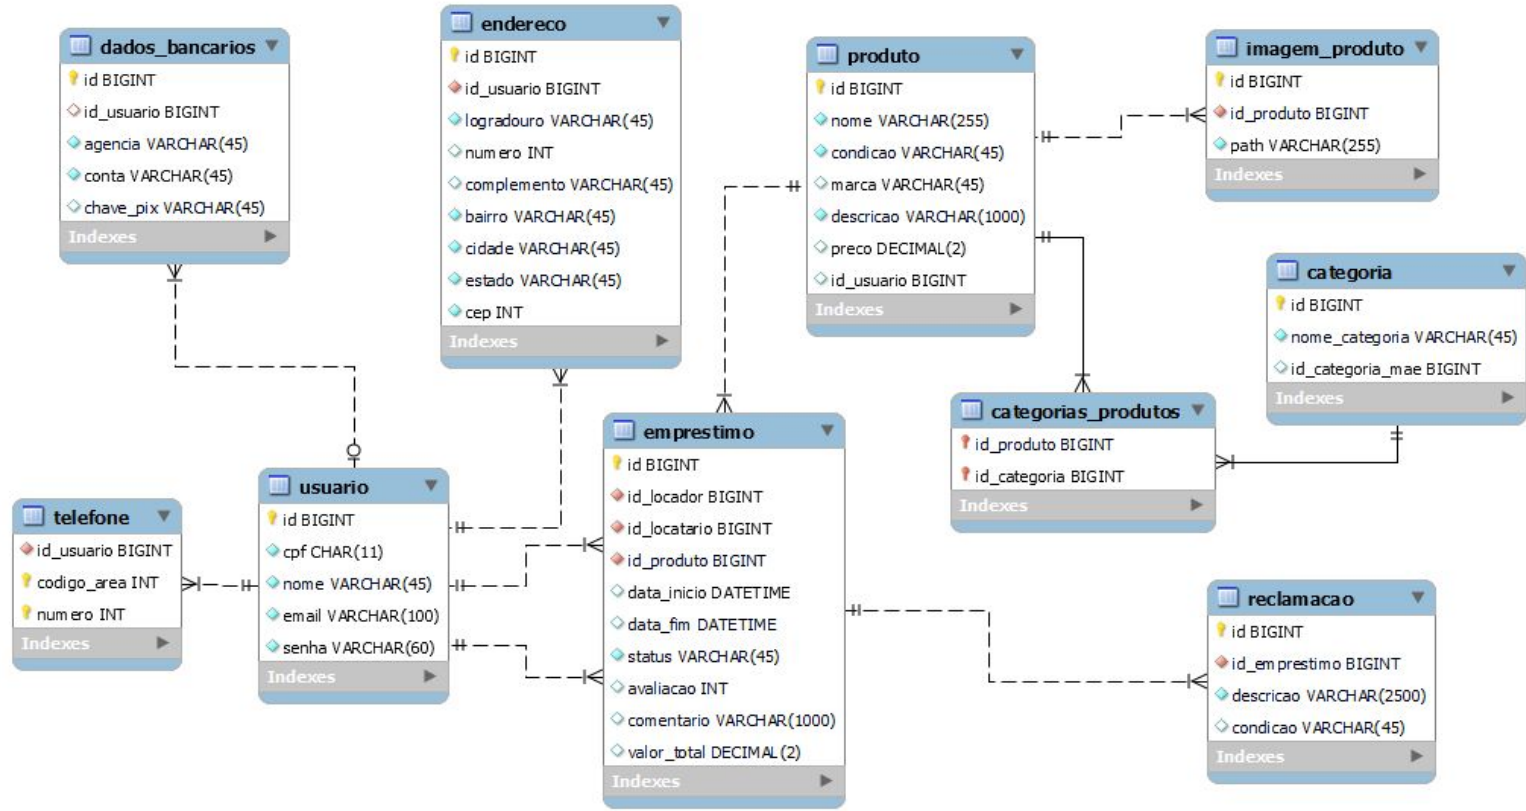 dados_bancarios
id BIGINT
id_usuario BIGINT
agencia VARCHAR(45)
conta VARCHAR(45)
chave_pix VARCHAR(45)
Indexes
endereco
id BIGINT
id_usuario BIGINT
logradouro VARCHAR(45)
numero INT
complemento VARCHAR(45)
bairro VARCHAR(45)
cidade VARCHAR(45)
estado VARCHAR(45)
cep INT
Indexes
produto
id BIGINT
nome VARCHAR(255)
condicao VARCHAR(45)
marca VARCHAR(45)
descricao VARCHAR(1000)
preco DECIMAL(2)
id_usuario BIGINT
Indexes
imagem_produto
id BIGINT
id_produto BIGINT
path VARCHAR(255)
Indexes
categoria
id BIGINT
nome_categoria VARCHAR(45)
id_categoria_mae BIGINT
Indexes
categorias_produtos
id_produto BIGINT
id_categoria BIGINT
Indexes
telefone
id_usuario BIGINT
codigo_area INT
numero INT
Indexes
usuario
id BIGINT
cpf CHAR(11)
nome VARCHAR(45)
email VARCHAR(100)
senha VARCHAR(60)
Indexes
emprestimo
id BIGINT
id_locador BIGINT
id_locatario BIGINT
id_produto BIGINT
data_inicio DATETIME
data_fim DATETIME
status VARCHAR(45)
avaliacao INT
comentario VARCHAR(1000)
valor_total DECIMAL(2)
Indexes
reclamacao
id BIGINT
id_emprestimo BIGINT
descricao VARCHAR(2500)
condicao VARCHAR(45)
Indexes